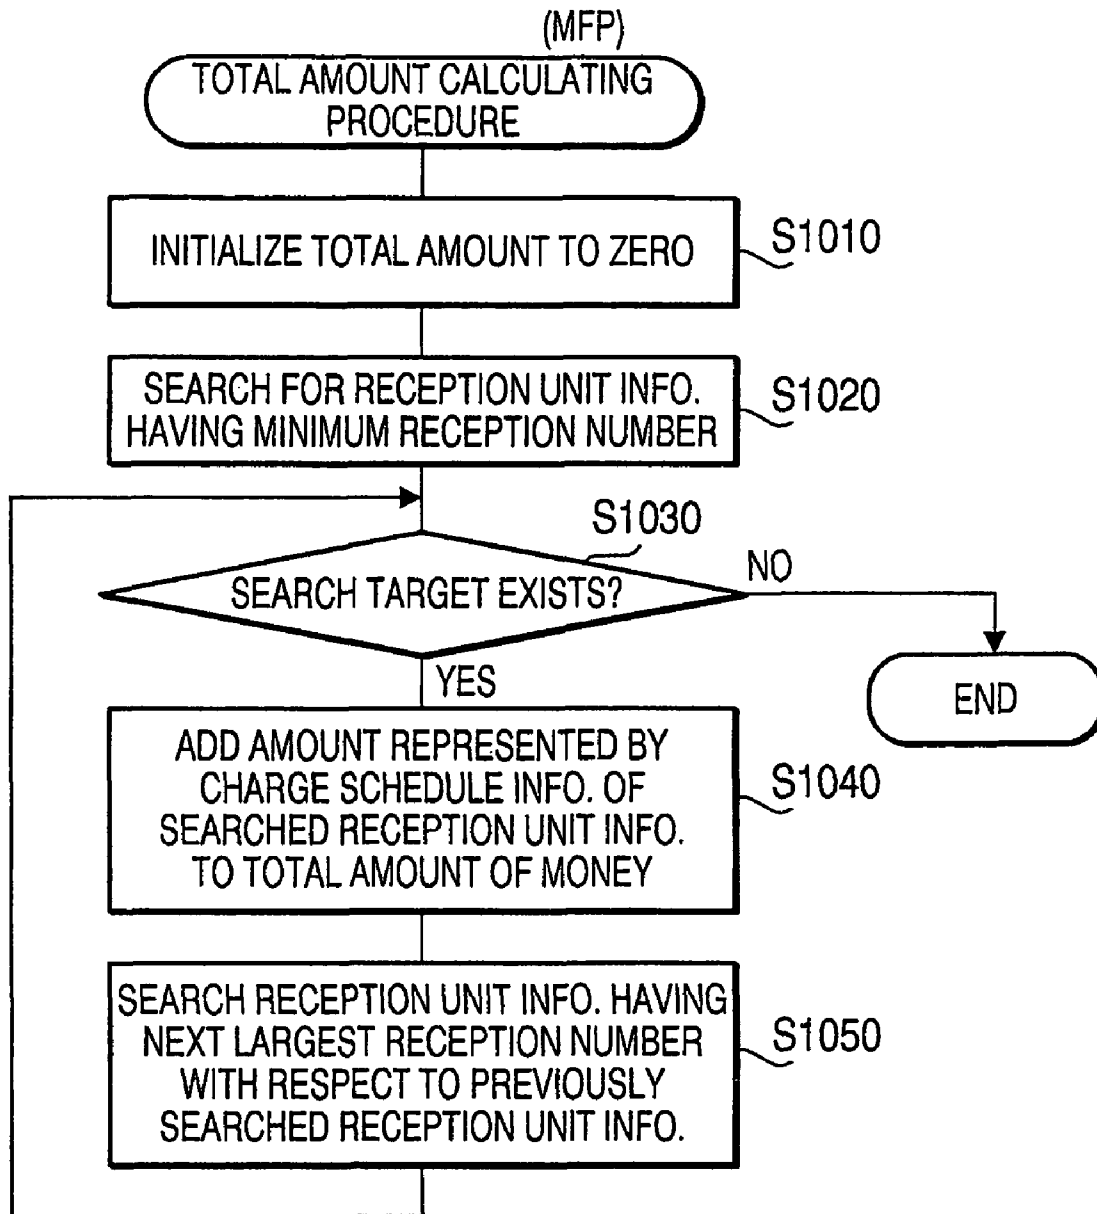 (MFP)
TOTAL AMOUNT CALCULATING
PROCEDURE
INITIALIZE TOTAL AMOUNT TO ZERO
S1010
SEARCH FOR RECEPTION UNIT INFO.
HAVING MINIMUM RECEPTION NUMBER
S1020
S1030
SEARCH TARGET EXISTS?
NO
YES
END
ADD AMOUNT REPRESENTED BY
CHARGE SCHEDULE INFO. OF
SEARCHED RECEPTION UNIT INFO.
TO TOTAL AMOUNT OF MONEY
S1040
SEARCH RECEPTION UNIT INFO. HAVING
NEXT LARGEST RECEPTION NUMBER
WITH RESPECT TO PREVIOUSLY
SEARCHED RECEPTION UNIT INFO.
S1050